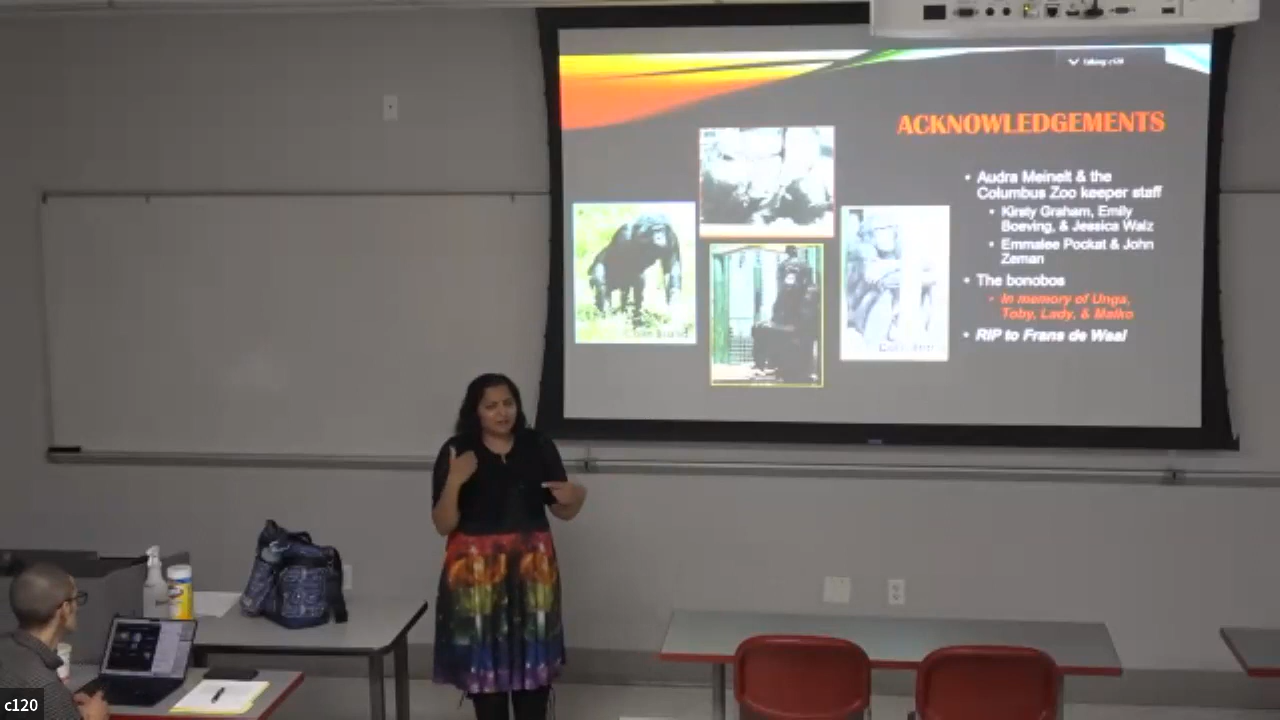 ACKNOWLEDGEMENTS
• Audra Meinelt & the
Columbus Zoo keeper staff
• Kirsty Graham, Emily
Boeving, & Jessica Walz
• Emmalee Pockat & John
Zeman
• The bonobos
• In memory of Unga,
Toby, Lady, & Maiko
• RIP to Frans de Waal
c120